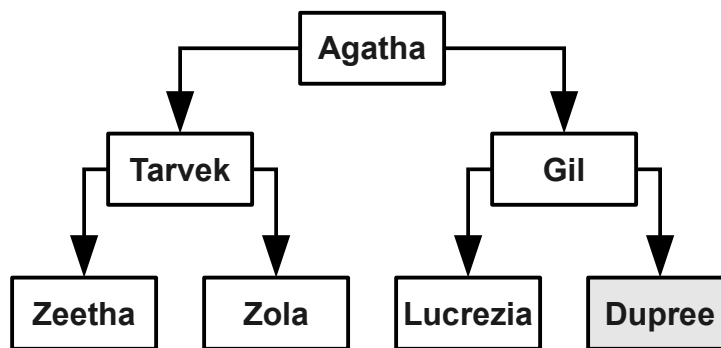 Agatha
Tarvek
Gil
Zeetha
Zola
Lucrezia
Dupree